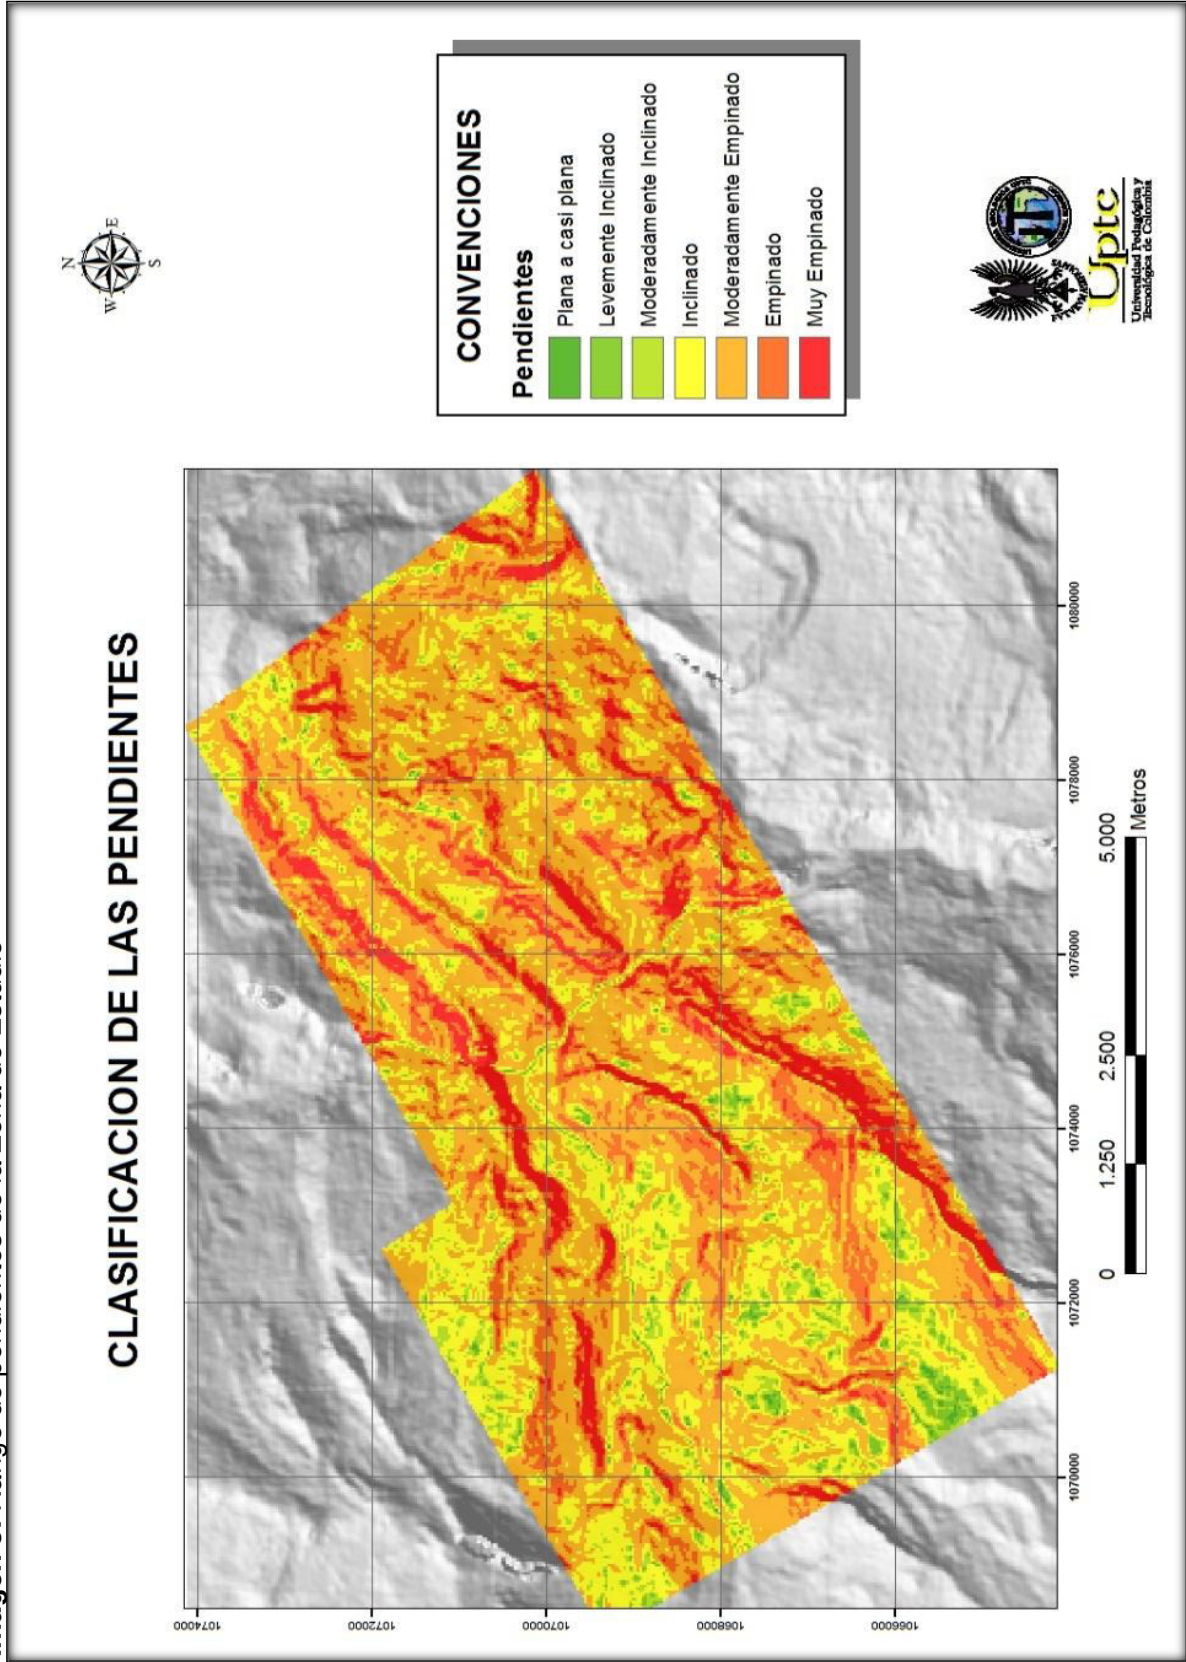 CLASIFICACION DE LAS PENDIENTES
N
W
E
S
1074000
1072000
1070000
1068000
1066000
1070000
1072000
1074000
1076000
1078000
1080000
0
1.250
2.500
5.000
Metros
CONVENCIONES
Pendientes
Plana a casi plana
Levemente Inclinado
Moderadamente Inclinado
Inclinado
Moderadamente Empinado
Empinado
Muy Empinado
Uptc
Universidad Pedagógica y
Tecnológica de Colombia